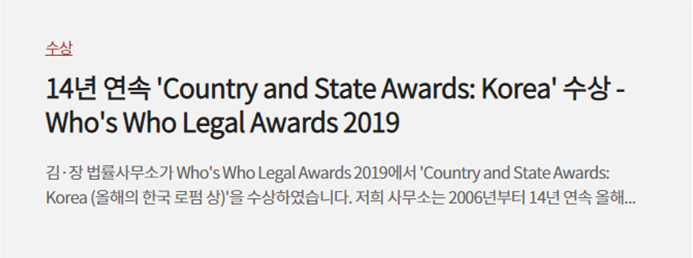 수상
14년 연속 'Country and State Awards: Korea' 수상 -
Who's Who Legal Awards 2019
김·장 법률사무소가 Who's Who Legal Awards 2019에서 'Country and State Awards:
Korea (올해의 한국 로펌 상)'을 수상하였습니다. 저희 사무소는 2006년부터 14년 연속 올해...